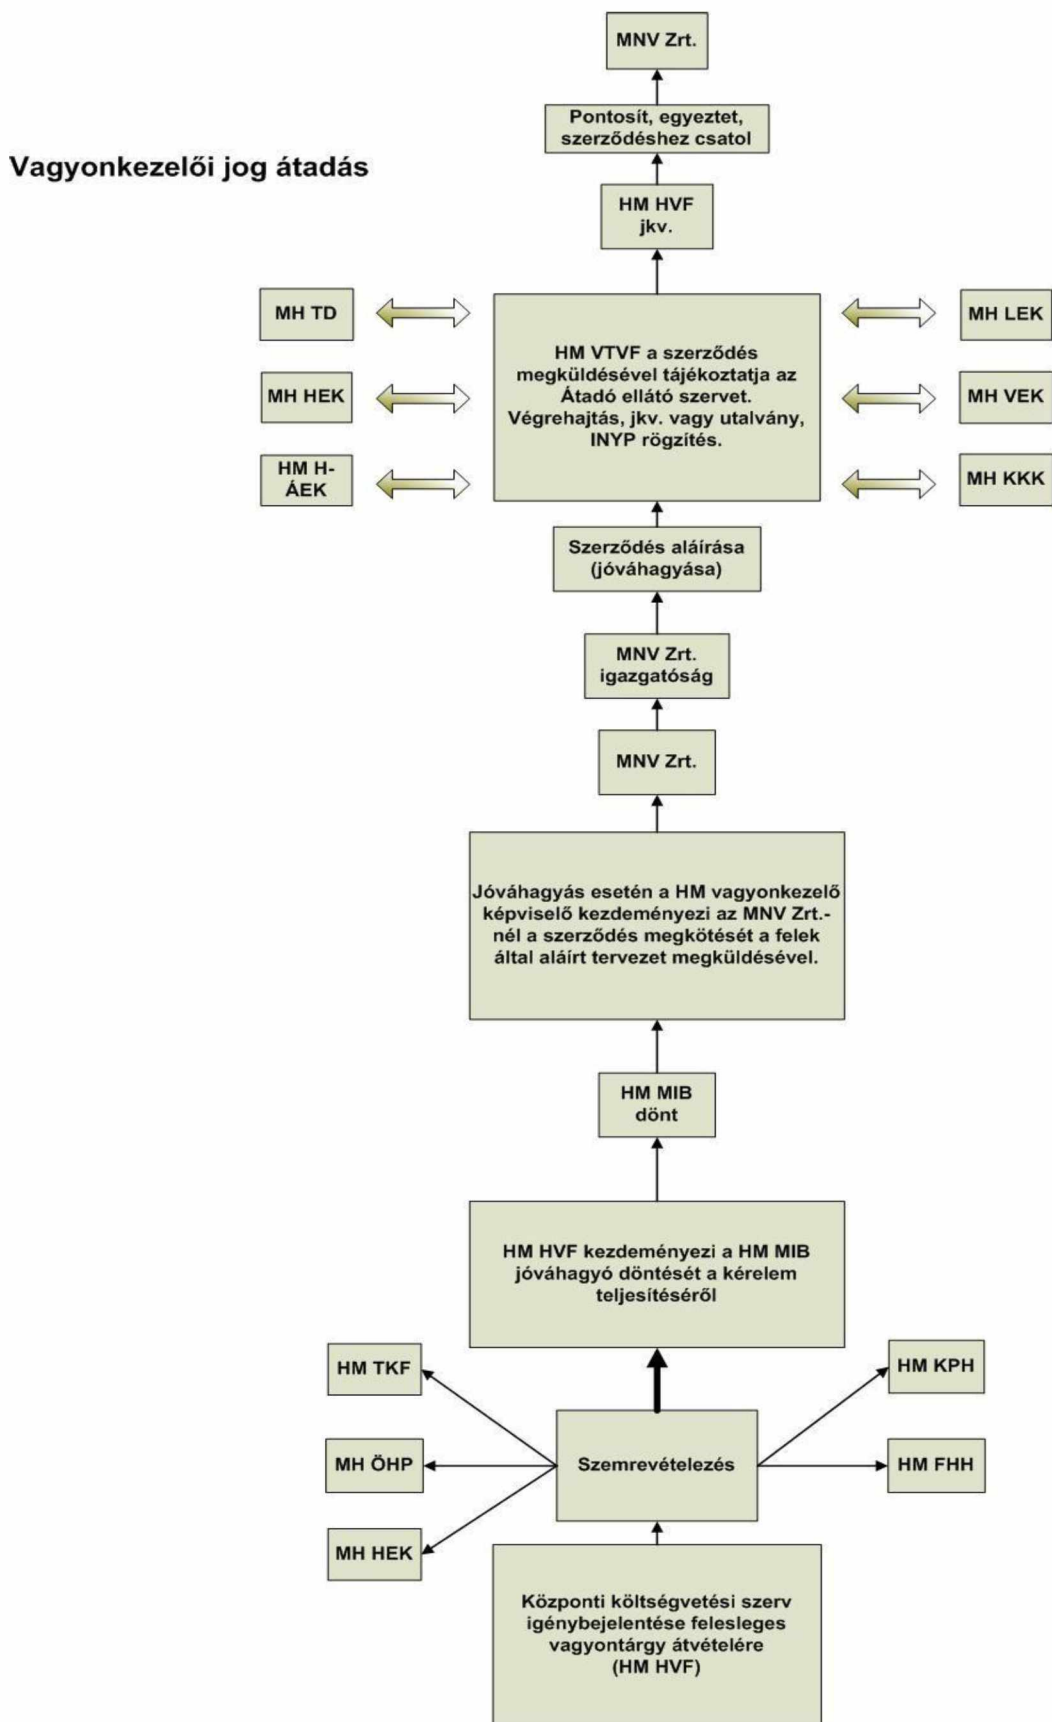 MNV Zrt.
Pontosít, egyeztet,
szerződéshez csatol
Vagyonkezelői jog átadás
HM HVF
jkv.
MH TD
MH LEK
HM VTVF a szerződés
megküldésével tájékoztatja az
Átadó ellátó szervet.
Végrehajtás, jkv. vagy utalvány,
INYP rögzítés.
MH HEK
MH VEK
HM H-
ÁEK
MH KKK
Szerződés aláírása
(jóváhagyása)
MNV Zrt.
igazgatóság
MNV Zrt.
Jóváhagyás esetén a HM vagyonkezelő
képviselő kezdeményezi az MNV Zrt.-
nél a szerződés megkötését a felek
által aláírt tervezet megküldésével.
HM MIB
dönt
HM HVF kezdeményezi a HM MIB
jóváhagyó döntését a kérelem
teljesítéséről
HM TKF
HM KPH
MH ÖHP
Szemrevételezés
HM FHH
MH HEK
Központi költségvetési szerv
igénybejelentése felesleges
vagyontárgy átvételére
(HM HVF)